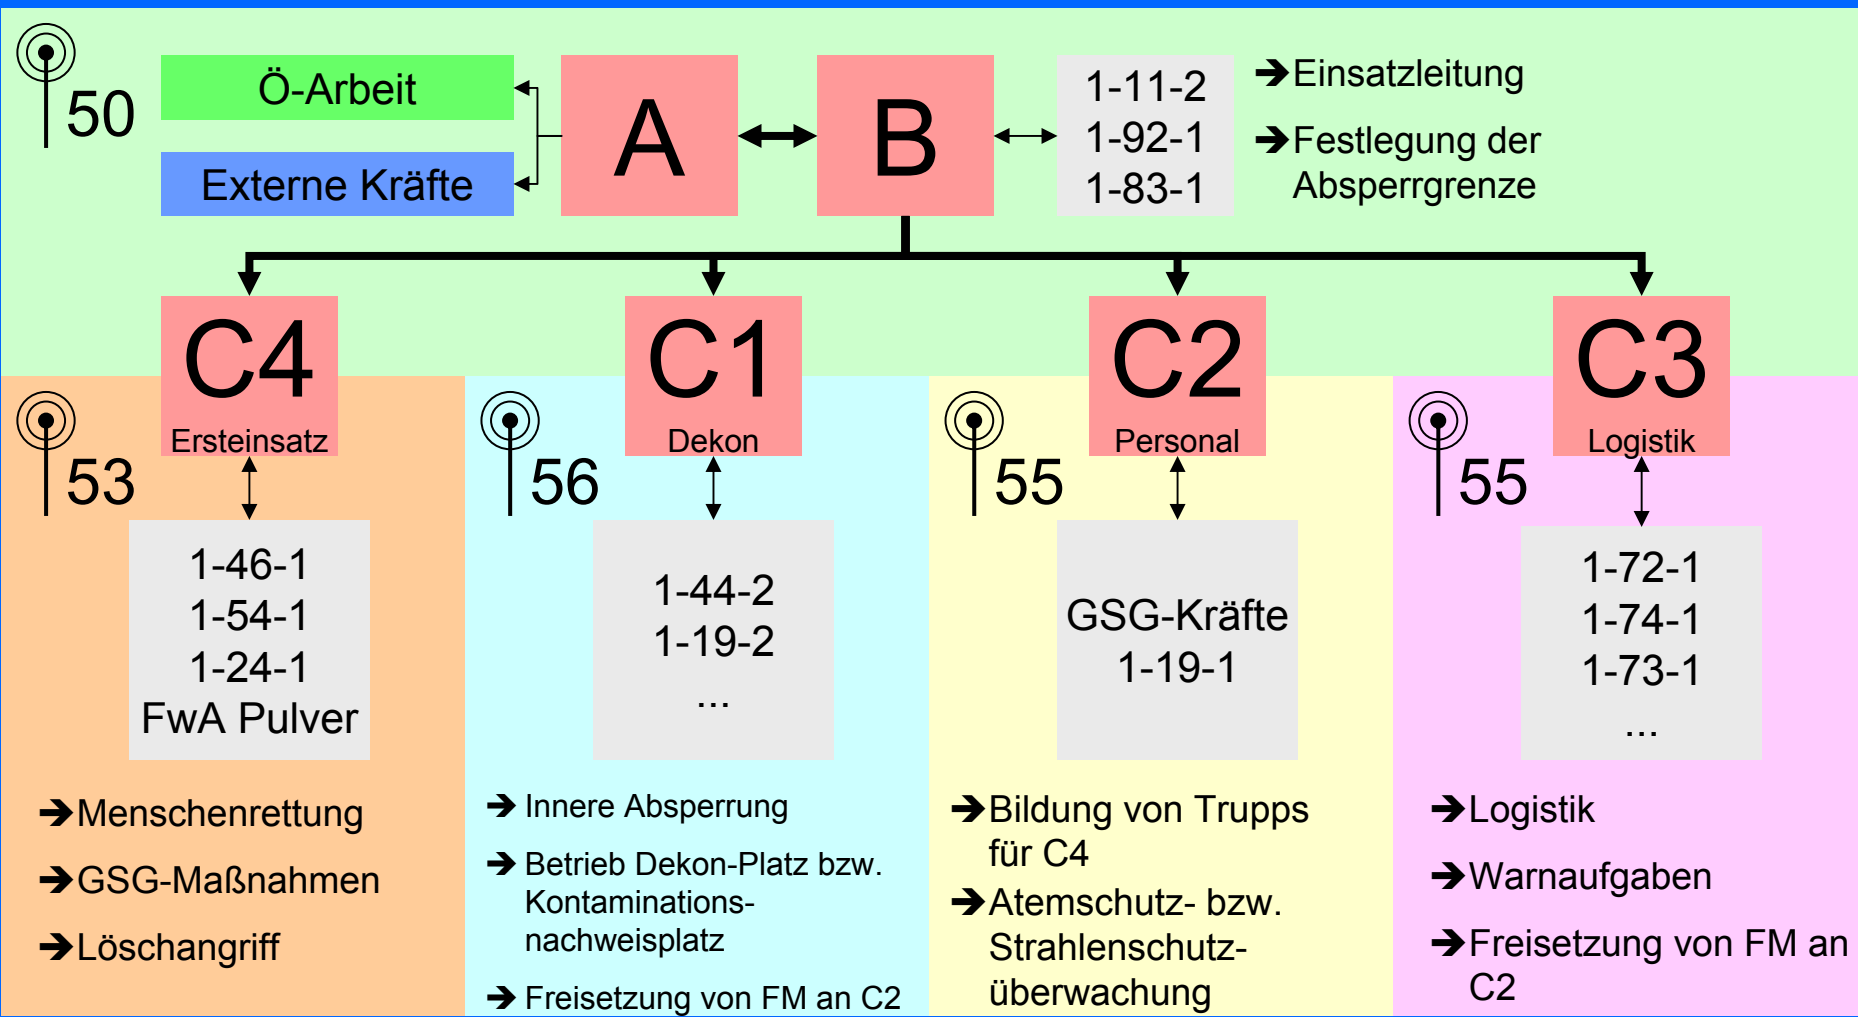 50
Ö-Arbeit
Externe Kräfte
A
B
1-11-2
1-92-1
1-83-1
➔Einsatzleitung
➔Festlegung der
Absperrgrenze
C4
Ersteinsatz
C1
Dekon
C2
Personal
C3
Logistik
53
1-46-1
1-54-1
1-24-1
FwA Pulver
➔Menschenrettung
➔GSG-Maßnahmen
➔Löschangriff
56
1-44-2
1-19-2
...
➔ Innere Absperrung
➔ Betrieb Dekon-Platz bzw.
Kontaminations-
nachweisplatz
➔ Freisetzung von FM an C2
55
GSG-Kräfte
1-19-1
➔Bildung von Trupps
für C4
➔Atemschutz- bzw.
Strahlenschutz-
überwachung
55
1-72-1
1-74-1
1-73-1
...
➔Logistik
➔Warnaufgaben
➔Freisetzung von FM an
C2